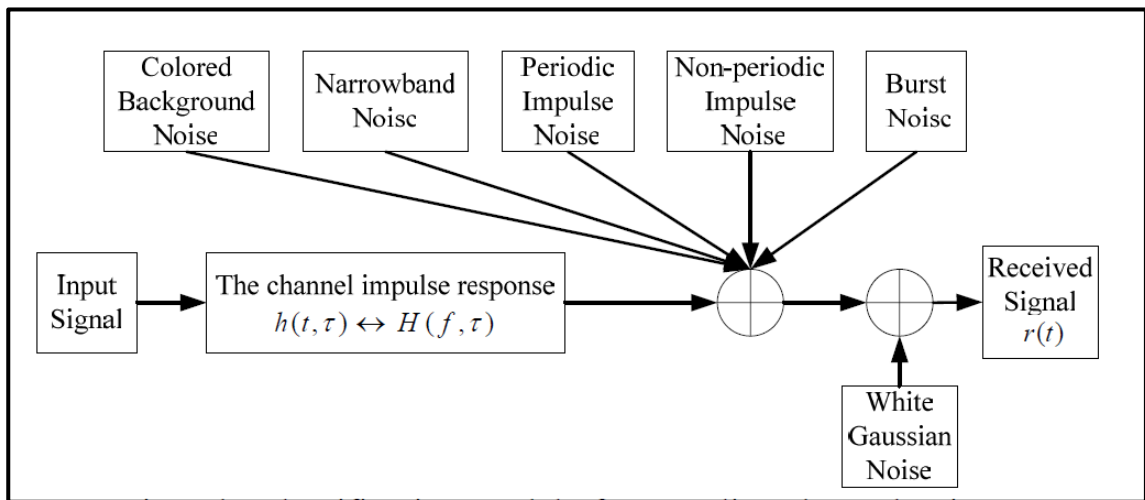 Colored
Background
Noise
Narrowband
Noisc
Periodic
Impulse
Noise
Non-periodic
Impulse
Noise
Burst
Noisc
Input
Signal
The channel impulse response
h(t,τ) ↔ H(f,τ)
Received
Signal
r(t)
White
Gaussian
Noise